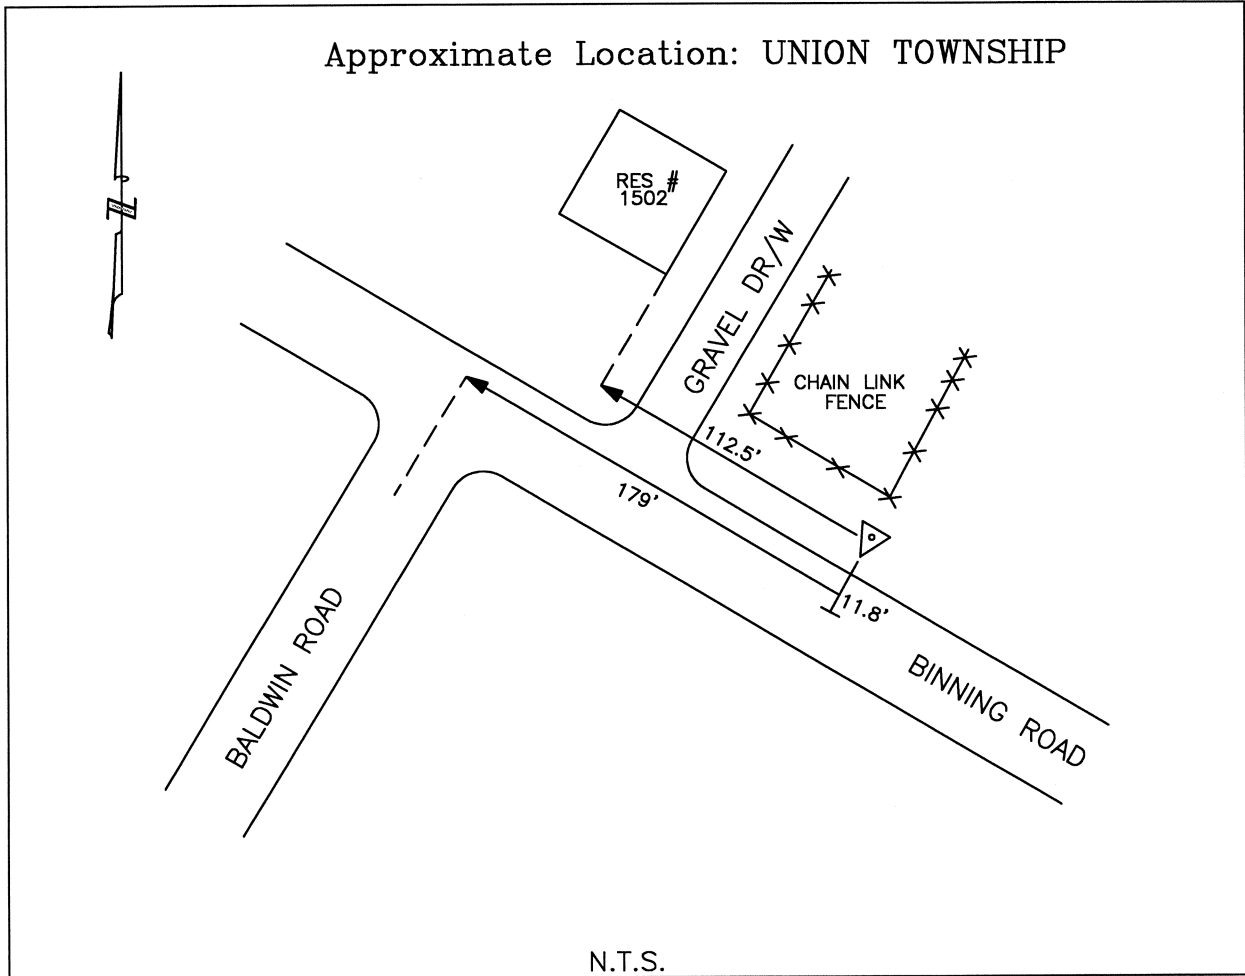 Approximate Location: UNION TOWNSHIP
N
RES #
1502
GRAVEL DR/W
CHAIN LINK
FENCE
112.5'
179'
11.8'
BALDWIN ROAD
BINNING ROAD
N.T.S.